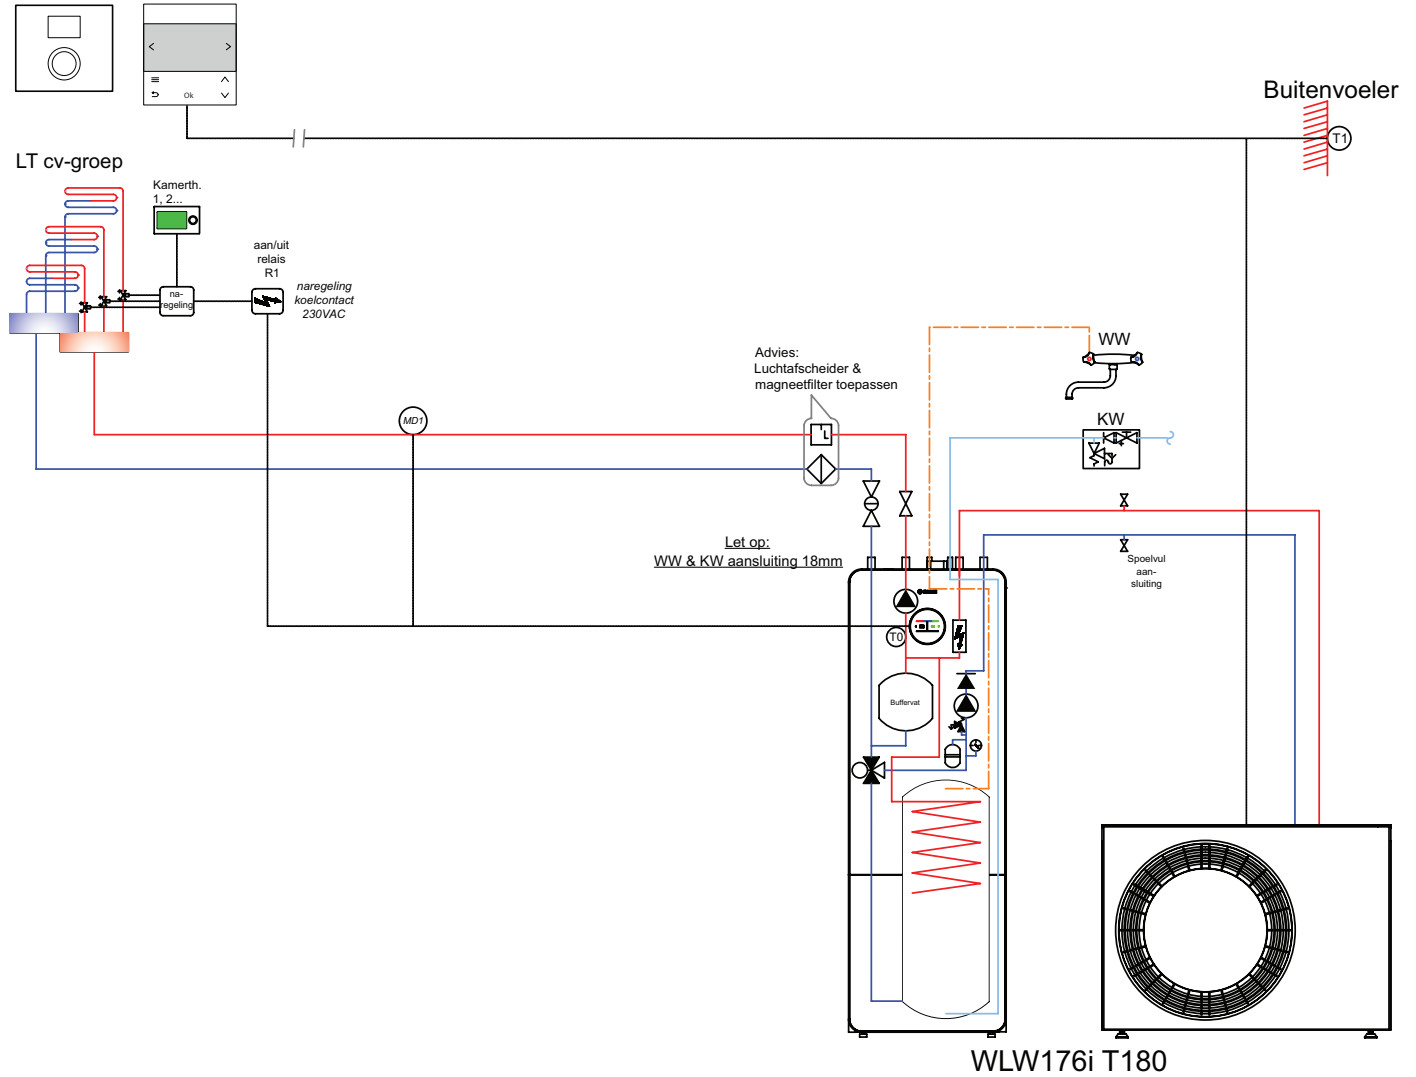 Ok
Buitenvoeler
T1
LT cv-groep
Kamerth.
1, 2...
aan/uit
relais
R1
na-
regeling
naregeling
koelcontact
230VAC
Advies:
Luchtafscheider &
magneetfilter toepassen
WW
MD1
L
KW
Let op:
WW & KW aansluiting 18mm
Spoelvul
aan-
sluiting
T0
Buffervat
WLW176i T180